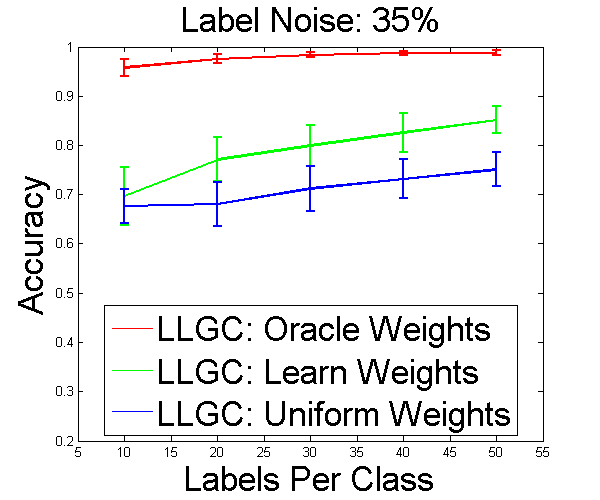 Label Noise: 35%
1
0.9
0.8
0.7
0.6
0.5
0.4
0.3
0.2
Accuracy
LLGC: Oracle Weights
LLGC: Learn Weights
LLGC: Uniform Weights
5 10 15 20 25 30 35 40 45 50 55
Labels Per Class